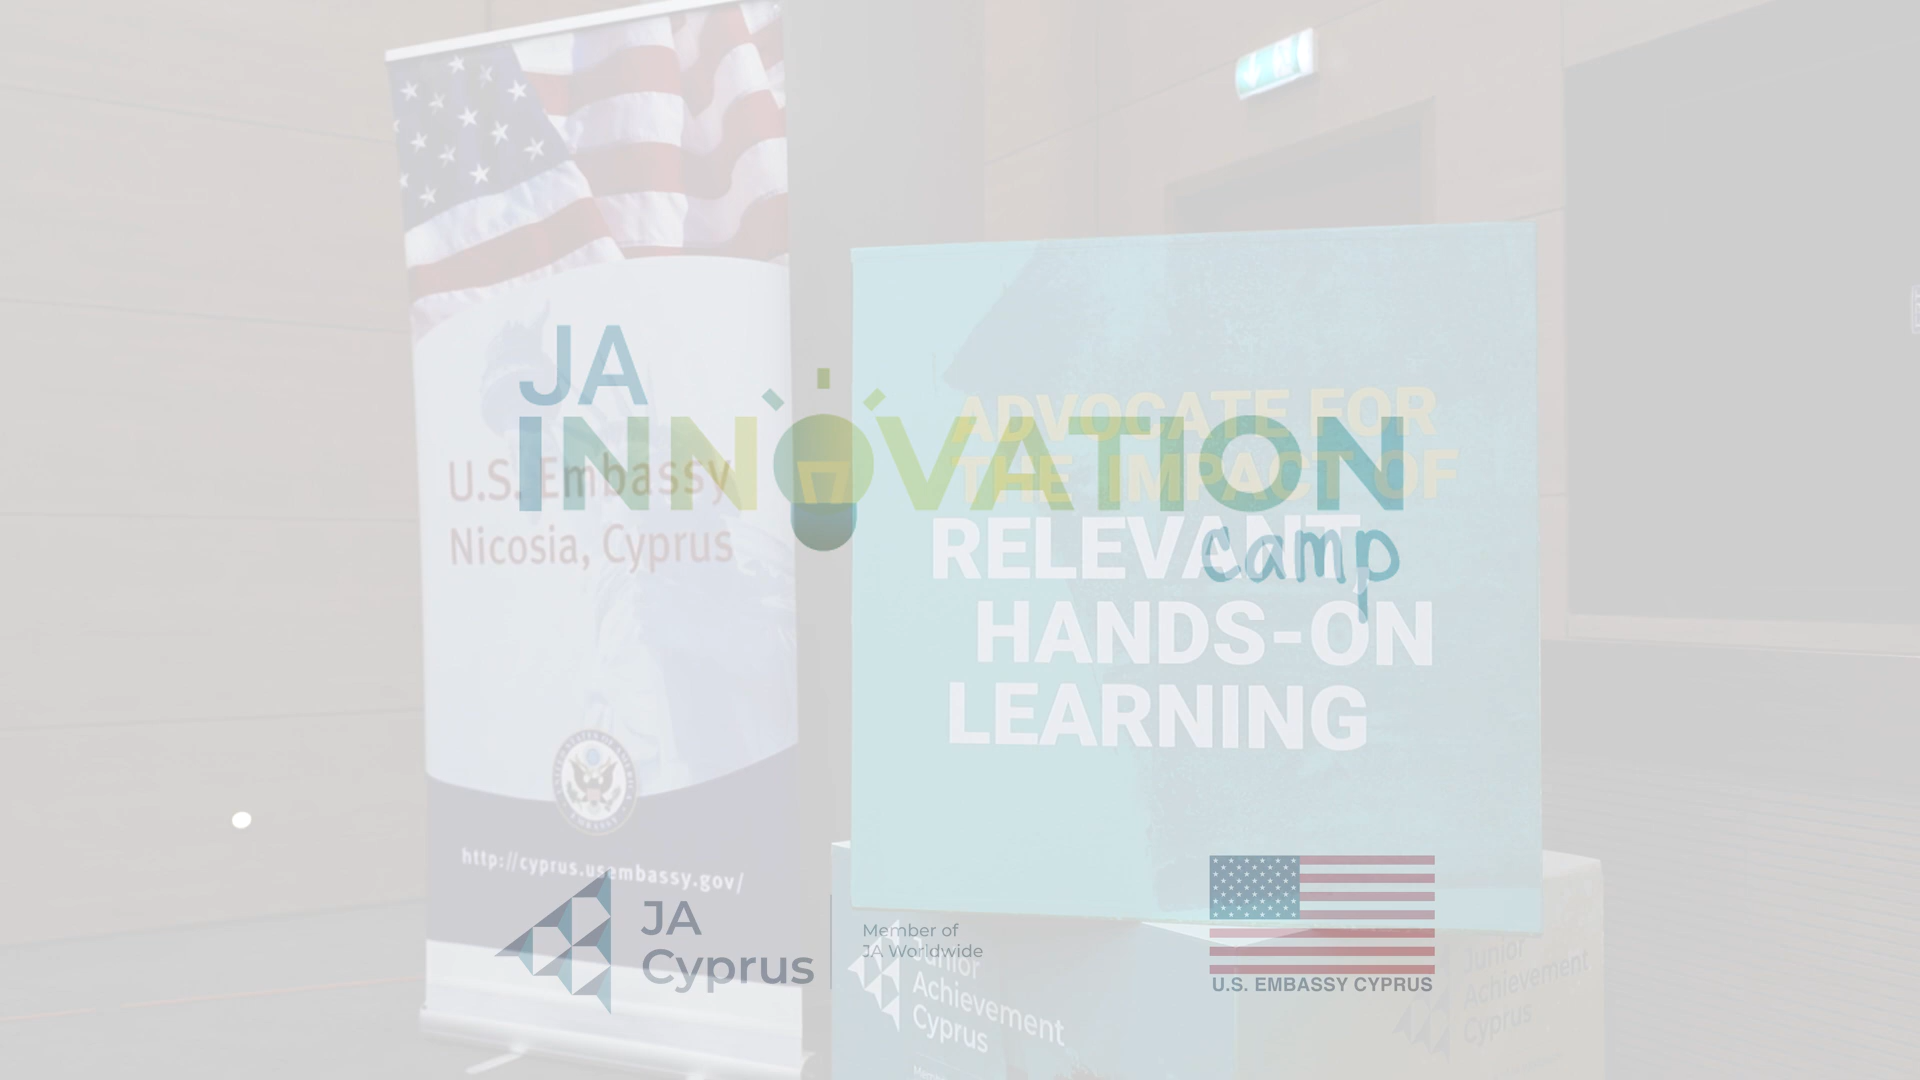 JA
INNOVATION
camp
U.S. Embassy
Nicosia, Cyprus
http://cyprus.usembassy.gov/
ADVOCATE FOR
THE IMPACT OF
RELEVANT,
HANDS-ON
LEARNING
JA
Cyprus
Member of
JA Worldwide
U.S. EMBASSY CYPRUS
Junior
Achievement
Cyprus
Junior
Achievement
Cyprus